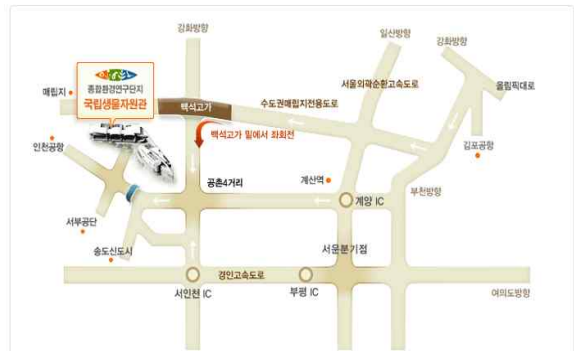 강화방향
일산방향
강화방향
종합환경연구단지
국립생물자원관
매립지
백석고가
수도권매립지전용도로
서울외곽순환고속도로
올림픽대로
백석고가 밑에서 좌회전
인천공항
김포공항
공촌4거리
계산역
부천방향
계양 IC
서부공단
송도신도시
서운분기점
경인고속도로
서인천 IC
부평 IC
여의도방향